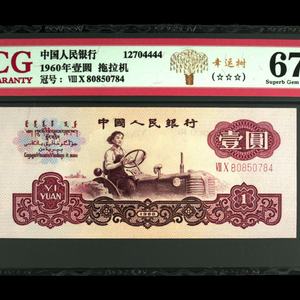 CG
ARANTY
中国人民银行 12704444
1960年壹圆 拖拉机
冠号： VIII X 80850784
幸运树
(☆☆☆)
67
Superb Gem
中国人民银行
壹圆
VIII X 80850784
YI
YUAN
1960
1